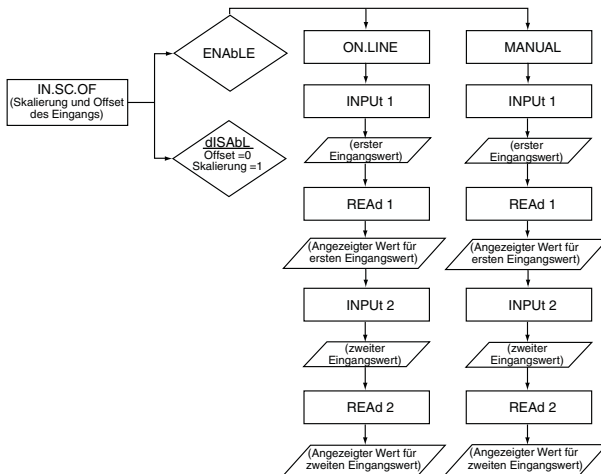 IN.SC.OF
(Skalierung und Offset
des Eingangs)
ENAbLE
dISAbL
Offset =0
Skalierung =1
ON.LINE
INPUt 1
(erster
Eingangswert)
REAd 1
(Angezeigter Wert für
ersten Eingangswert)
INPUt 2
(zweiter
Eingangswert)
REAd 2
(Angezeigter Wert für
zweiten Eingangswert)
MANUAL
INPUt 1
(erster
Eingangswert)
REAd 1
(Angezeigter Wert für
ersten Eingangswert)
INPUt 2
(zweiter
Eingangswert)
REAd 2
(Angezeigter Wert für
zweiten Eingangswert)